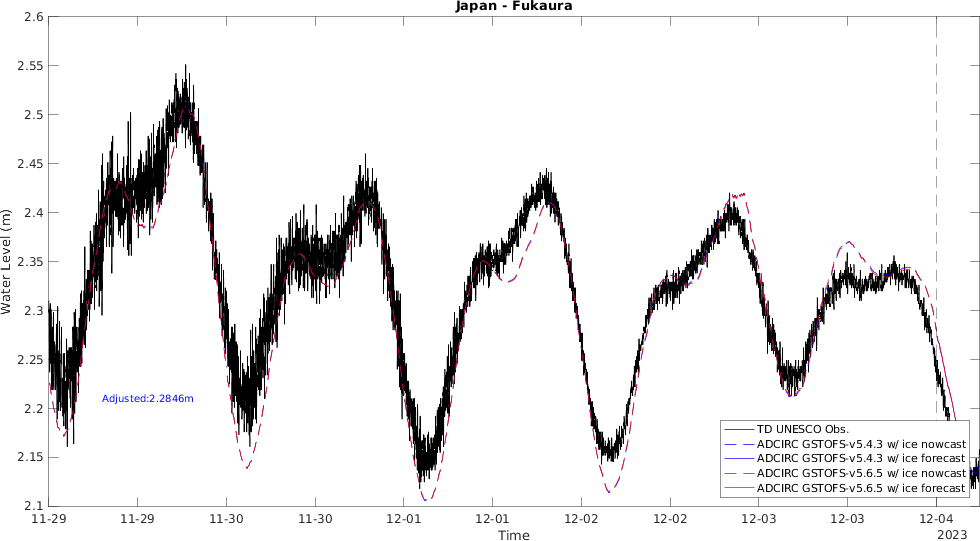 Japan - Fukaura
2.6
2.55
2.5
2.45
2.4
2.35
2.3
2.25
2.2
2.15
2.1
Water Level (m)
Adjusted:2.2846m
TD UNESCO Obs.
ADCIRC GSTOFS-v5.4.3 w/ ice nowcast
ADCIRC GSTOFS-v5.4.3 w/ ice forecast
ADCIRC GSTOFS-v5.6.5 w/ ice nowcast
ADCIRC GSTOFS-v5.6.5 w/ ice forecast
11-29 11-29 11-30 11-30 12-01 12-01 12-02 12-02 12-03 12-03 12-04
Time 2023